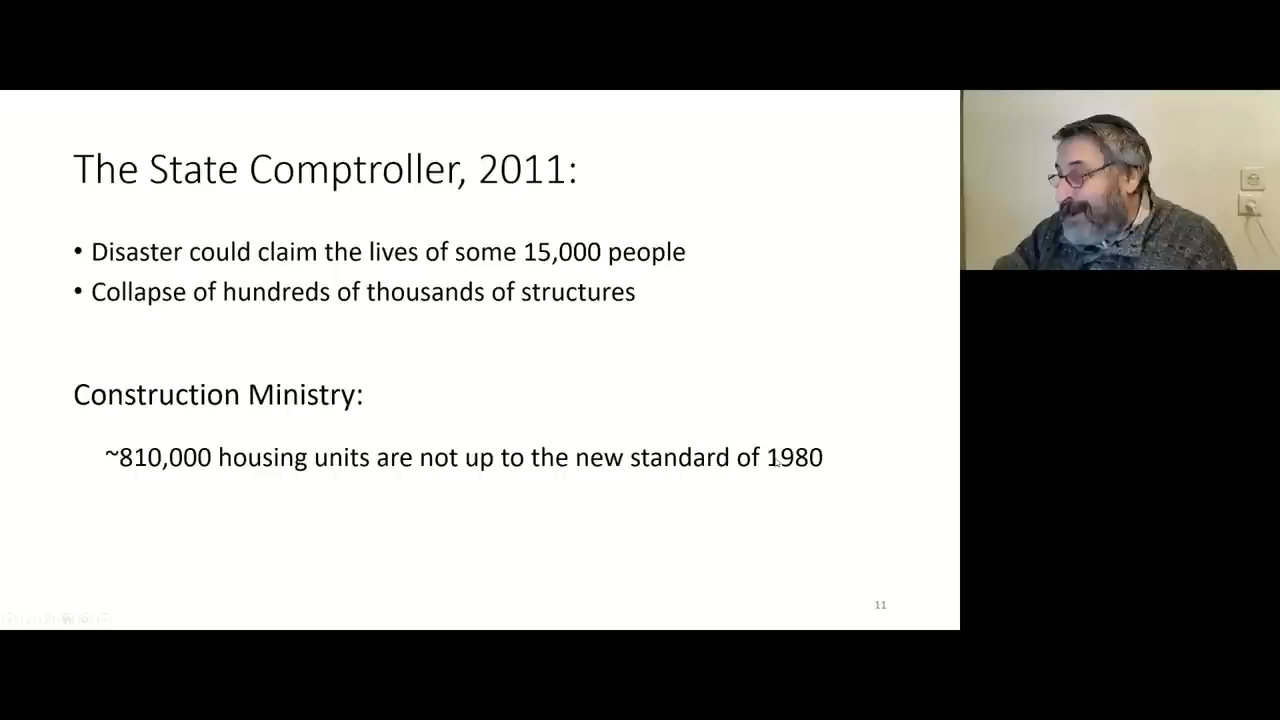 The State Comptroller, 2011:
• Disaster could claim the lives of some 15,000 people
• Collapse of hundreds of thousands of structures
Construction Ministry:
~810,000 housing units are not up to the new standard of 1980
11